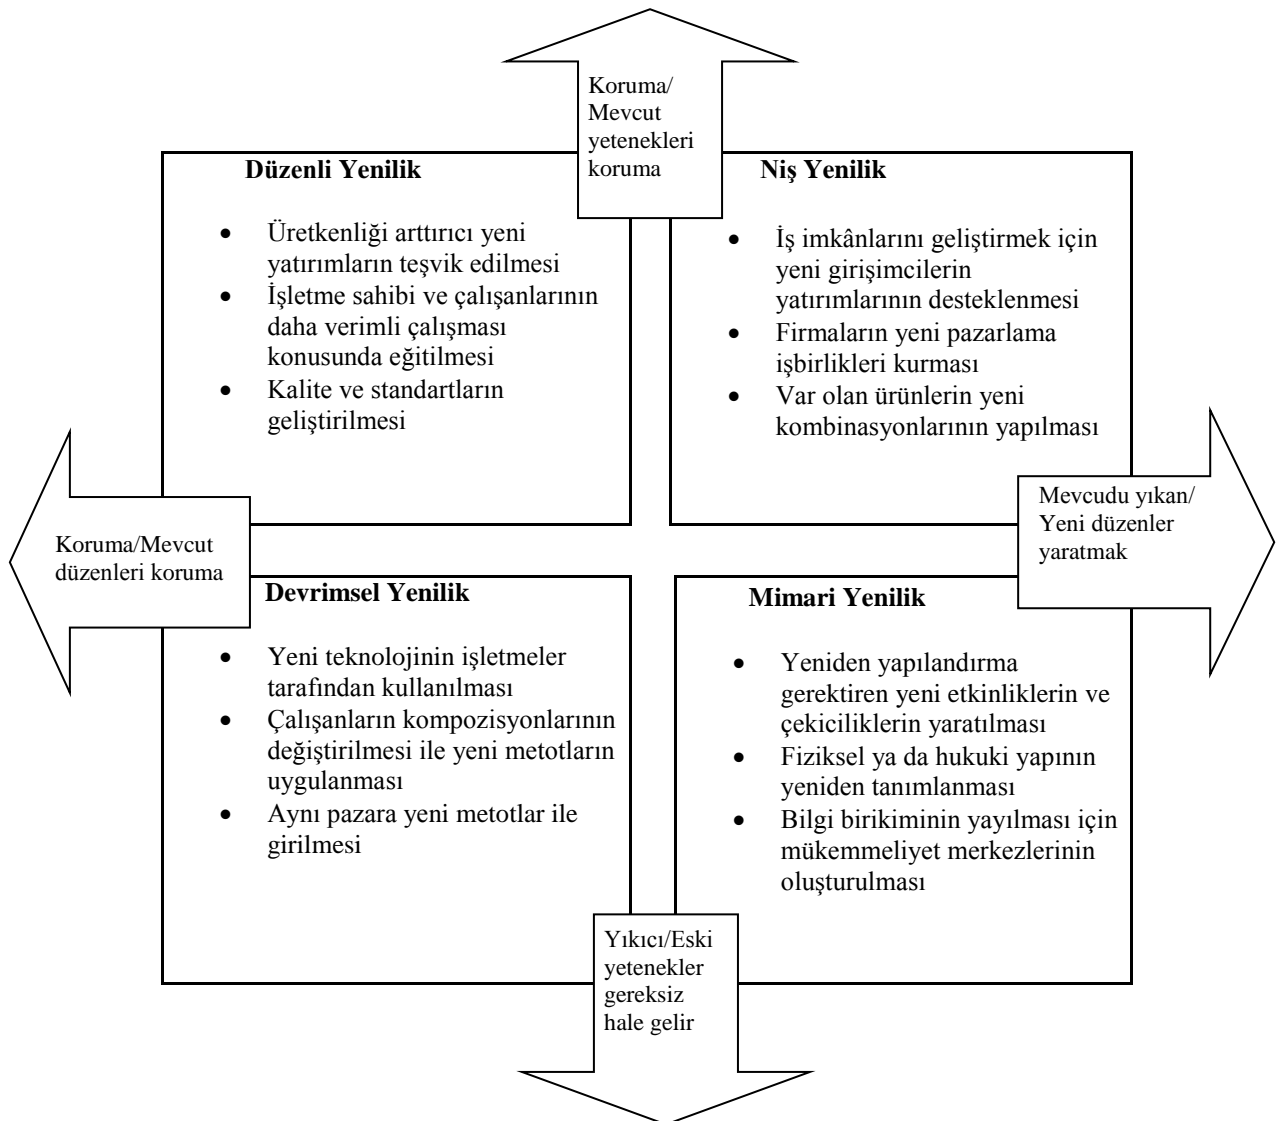 Koruma/
Mevcut
yetenekleri
koruma
Düzenli Yenilik
• Üretkenliği arttırıcı yeni
yatırımların teşvik edilmesi
• İşletme sahibi ve çalışanlarının
daha verimli çalışması
konusunda eğitilmesi
• Kalite ve standartların
geliştirilmesi
Niş Yenilik
• İş imkânlarını geliştirmek için
yeni girişimcilerin
yatırımlarının desteklenmesi
• Firmaların yeni pazarlama
işbirlikleri kurması
• Var olan ürünlerin yeni
kombinasyonlarının yapılması
Koruma/Mevcut
düzenleri koruma
Mevcudu yıkan/
Yeni düzenler
yaratmak
Devrimsel Yenilik
• Yeni teknolojinin işletmeler
tarafından kullanılması
• Çalışanların kompozisyonlarının
değiştirilmesi ile yeni metotların
uygulanması
• Aynı pazara yeni metotlar ile
girilmesi
Mimari Yenilik
• Yeniden yapılandırma
gerektiren yeni etkinliklerin ve
çekiciliklerin yaratılması
• Fiziksel ya da hukuki yapının
yeniden tanımlanması
• Bilgi birikiminin yayılması için
mükemmeliyet merkezlerinin
oluşturulması
Yıkıcı/Eski
yetenekler
gereksiz
hale gelir